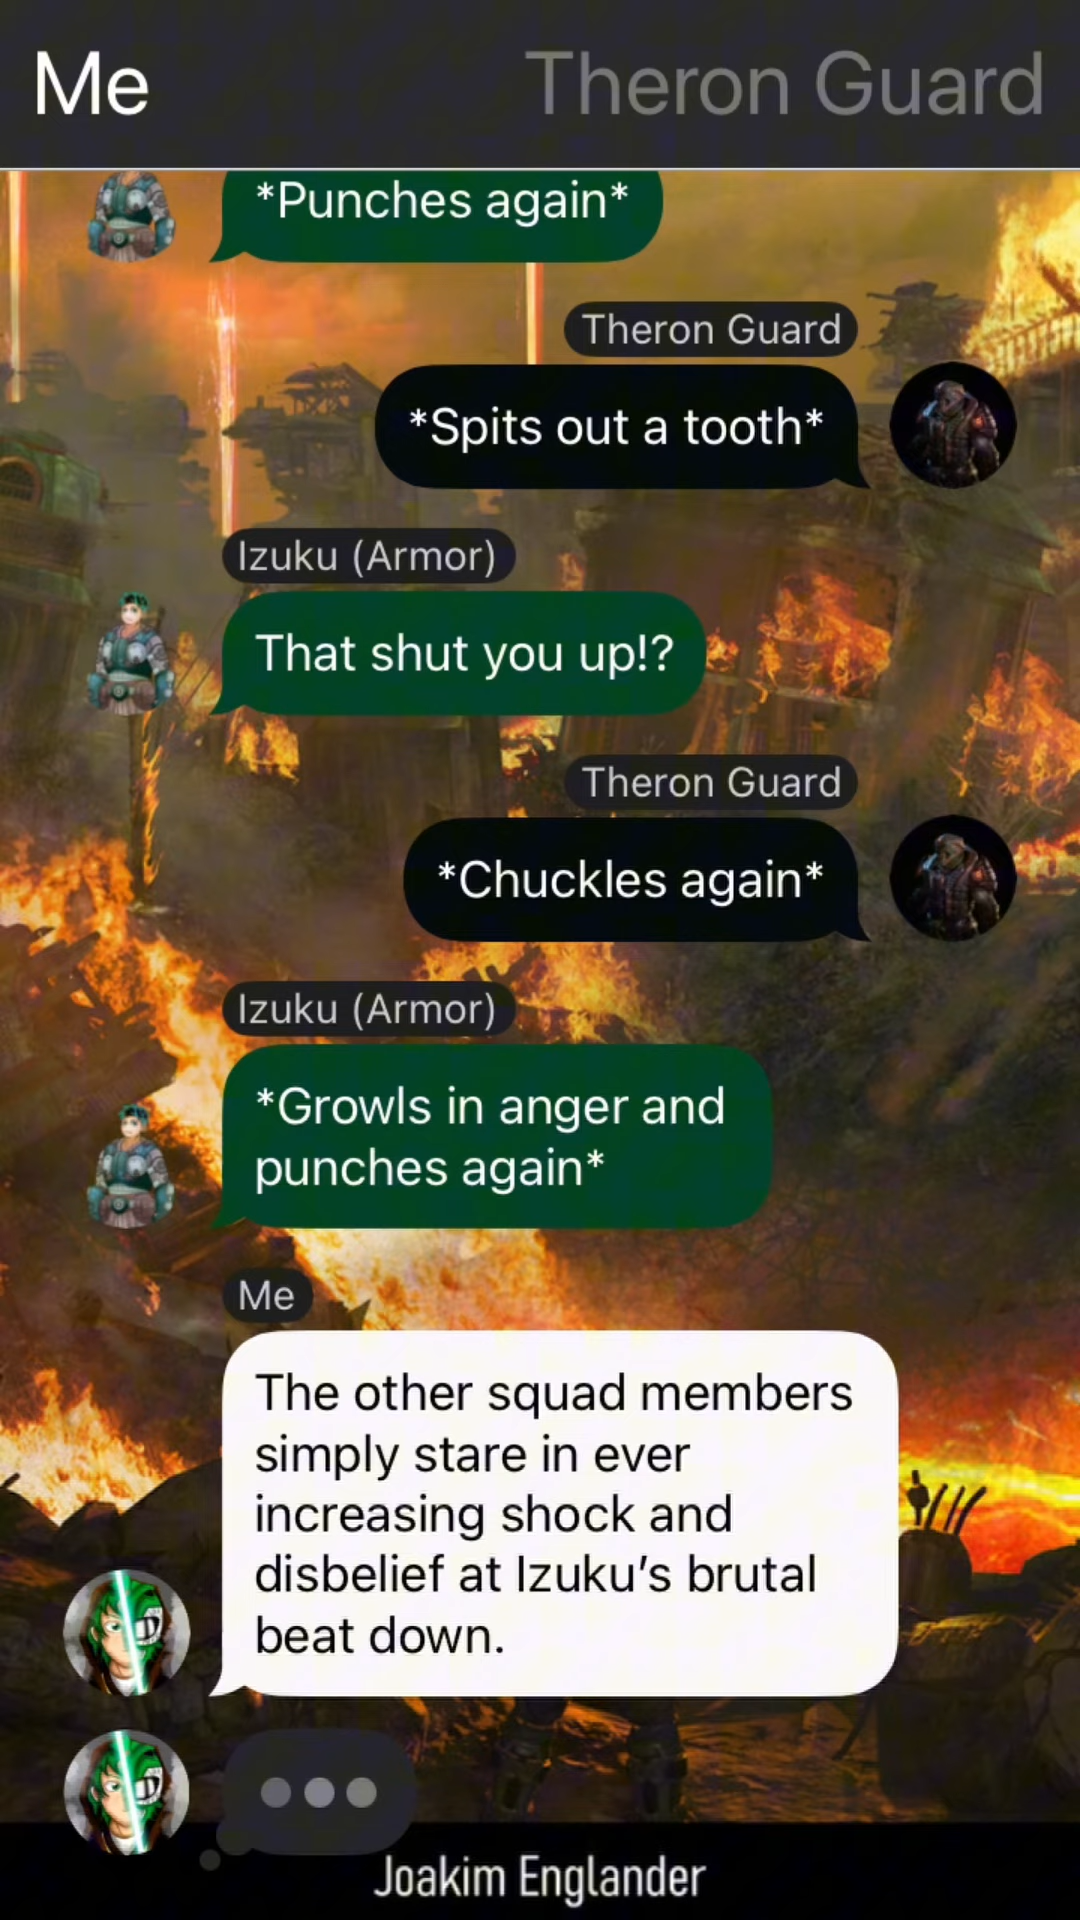 Me
Theron Guard
*Punches again*
Theron Guard
*Spits out a tooth*
Izuku (Armor)
That shut you up!?
Theron Guard
*Chuckles again*
Izuku (Armor)
*Growls in anger and
punches again*
Me
The other squad members
simply stare in ever
increasing shock and
disbelief at Izuku’s brutal
beat down.
Joakim Englander